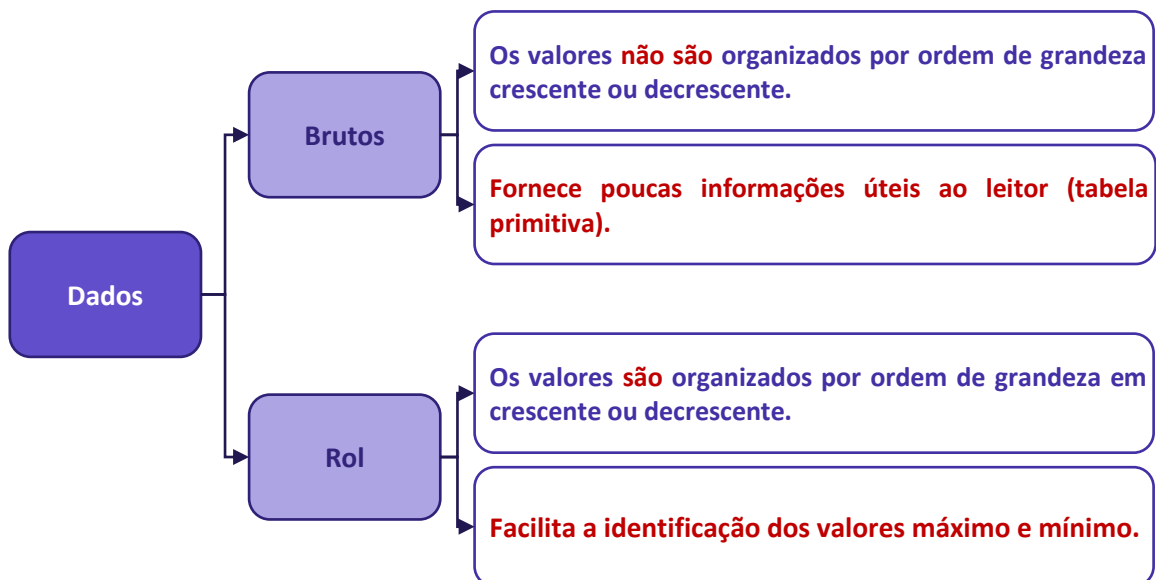 Os valores não são organizados por ordem de grandeza
crescente ou decrescente.
Brutos
Fornece poucas informações úteis ao leitor (tabela
primitiva).
Dados
Os valores são organizados por ordem de grandeza em
crescente ou decrescente.
Rol
Facilita a identificação dos valores máximo e mínimo.